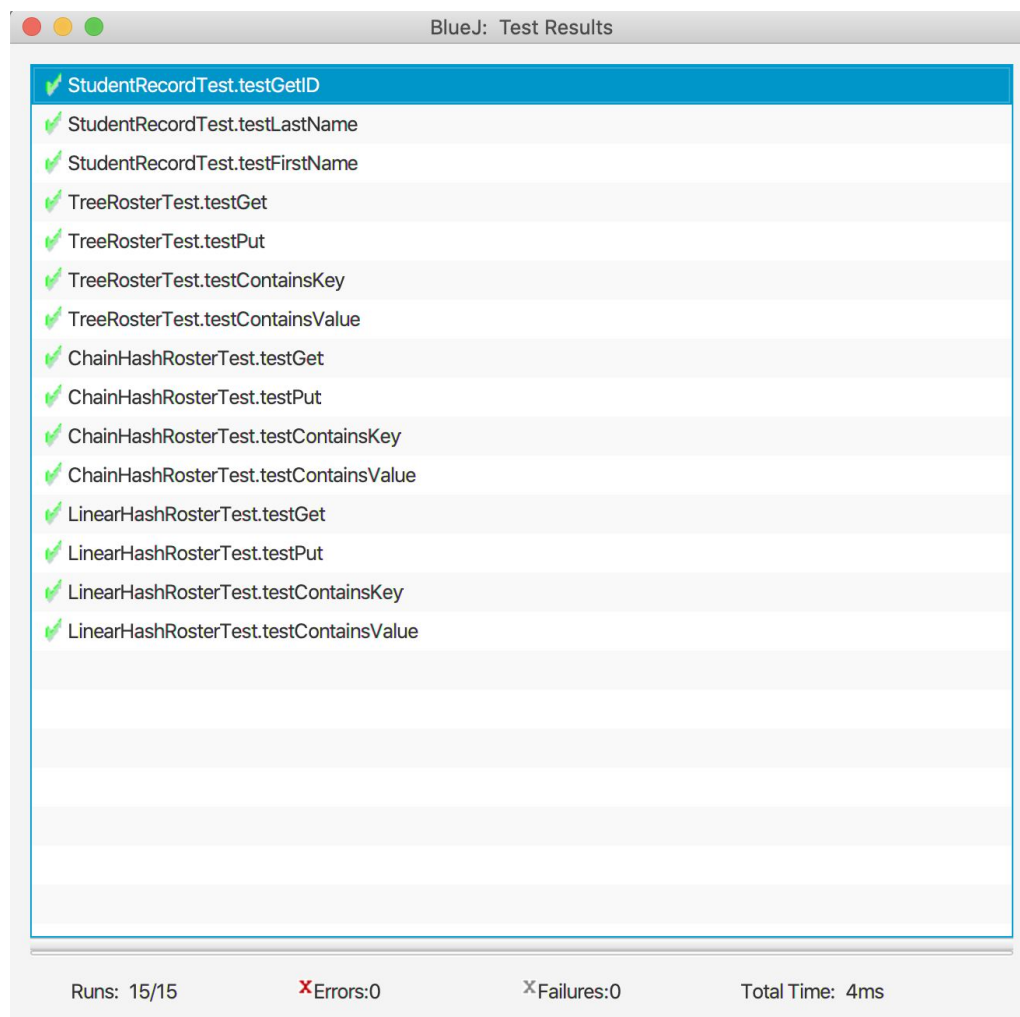 BlueJ: Test Results
StudentRecordTest.testGetID
StudentRecordTest.testLastName
StudentRecordTest.testFirstName
TreeRosterTest.testGet
TreeRosterTest.testPut
TreeRosterTest.testContainsKey
TreeRosterTest.testContainsValue
ChainHashRosterTest.testGet
ChainHashRosterTest.testPut
ChainHashRosterTest.testContainsKey
ChainHashRosterTest.testContainsValue
LinearHashRosterTest.testGet
LinearHashRosterTest.testPut
LinearHashRosterTest.testContainsKey
LinearHashRosterTest.testContainsValue
Runs: 15/15 XErrors:0 XFailures:0 Total Time: 4ms